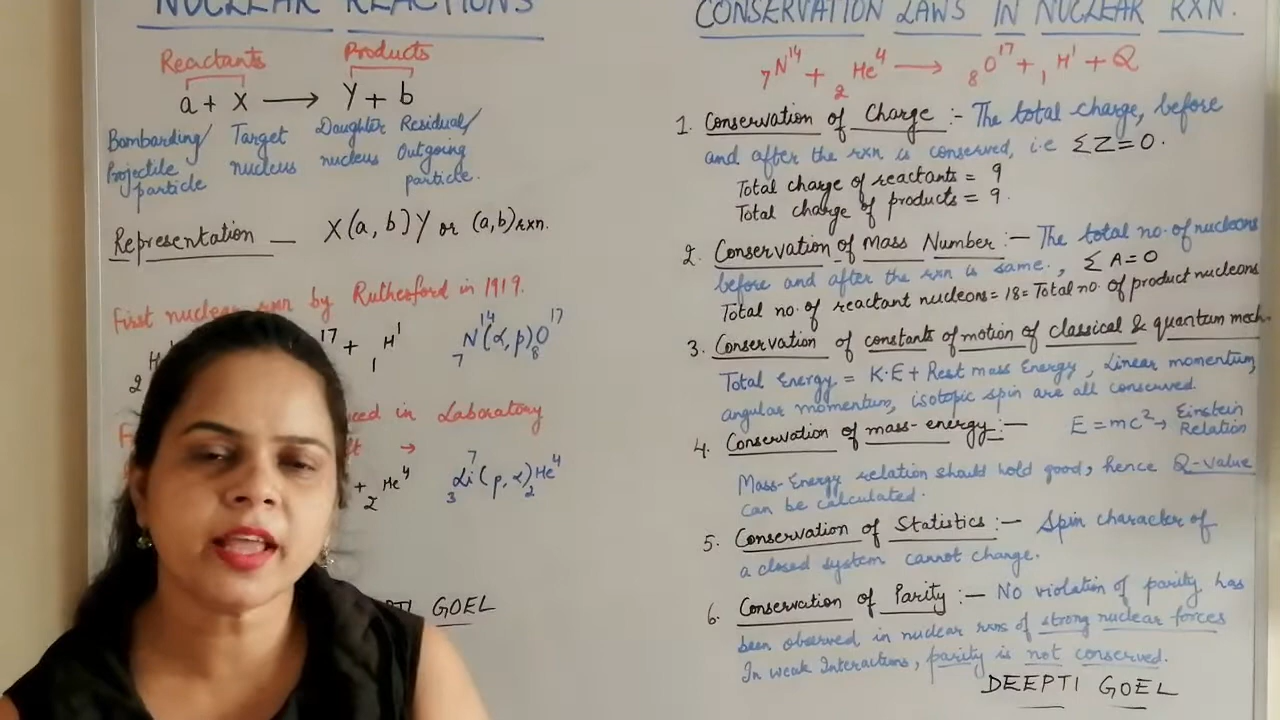 NUCLEAR REACTIONS
Reactants Products
a + X ⟶ Y + b
Bombarding/ Target Daughter Residual/
Projectile nucleus nucleus Outgoing
particle particle.
Representation — X(a, b)Y or (a,b)rxn.
First nuclear rxn by Rutherford in 1919.
₂He ¹⁷ + ₁H¹ ₇N¹⁴(α, p)₈O¹⁷
in Laboratory
→
+ ₂He⁴ ₃Li⁷(p, α)₂He⁴
GOEL
CONSERVATION LAWS IN NUCLEAR RXN.
₇N¹⁴ + ₂He⁴ ⟶ ₈O¹⁷ + ₁H¹ + Q
1. Conservation of Charge :- The total charge, before
and after the rxn is conserved, i.e ΣZ=0.
Total charge of reactants = 9
Total charge of products = 9.
2. Conservation of Mass Number :- The total no. of nucleons
before and after the rxn is same., ΣA=0
Total no. of reactant nucleons = 18 = Total no. of product nucleons
3. Conservation of constants of motion of classical & quantum mech.
Total Energy = K.E + Rest mass Energy, Linear momentum,
angular momentum, isotopic spin are all conserved.
4. Conservation of mass-energy :- E = mc² → Einstein
Relation
Mass-Energy relation should hold good, hence Q-value
can be calculated.
5. Conservation of Statistics :- Spin character of
a closed system cannot change.
6. Conservation of Parity :- No violation of parity has
been observed in nuclear rxns of strong nuclear forces
In weak Interactions, parity is not conserved.
DEEPTI GOEL